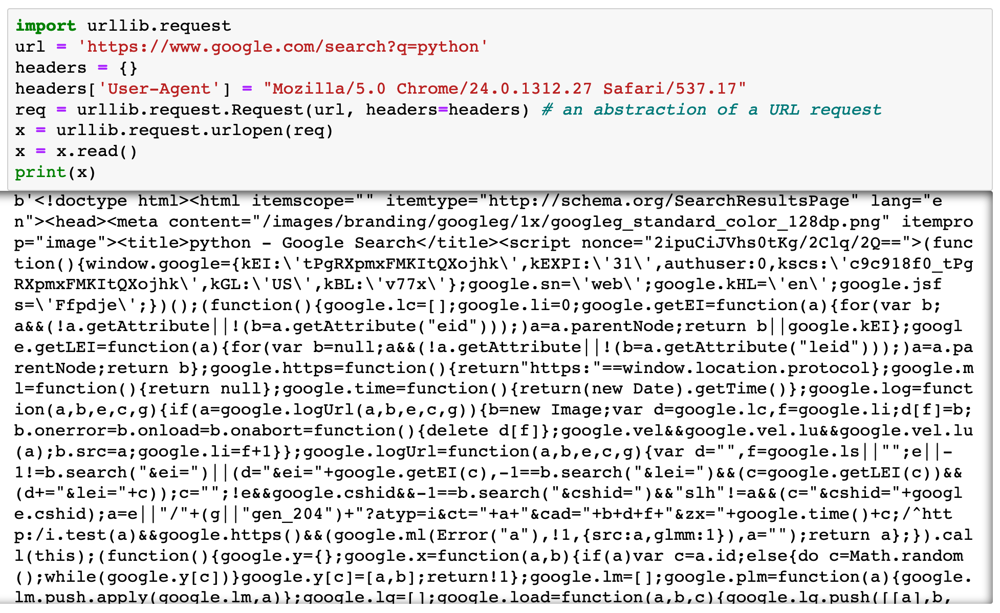 import urllib.request
url = 'https://www.google.com/search?q=python'
headers = {}
headers['User-Agent'] = "Mozilla/5.0 Chrome/24.0.1312.27 Safari/537.17"
req = urllib.request.Request(url, headers=headers) # an abstraction of a URL request
x = urllib.request.urlopen(req)
x = x.read()
print(x)
b'<!doctype html><html itemscope="" itemtype="http://schema.org/SearchResultsPage" lang="e
n"><head><meta content="/images/branding/googleg/1x/googleg_standard_color_128dp.png" itempro
p="image"><title>python - Google Search</title><script nonce="2ipuCiJVhs0tKg/2Clq/2Q==">(func
tion(){window.google={kEI:\'tPgRXpmxFMKItQXojhk\',kEXPI:\'31\',authuser:0,kscs:\'c9c918f0_tPg
RXpmxFMKItQXojhk\',kGL:\'US\',kBL:\'v77x\'};google.sn=\'web\';google.kHL=\'en\';google.jsf
s=\'Ffpdje\';})();(function(){google.lc=[];google.li=0;google.getEI=function(a){for(var b;
a&&(!a.getAttribute||!(b=a.getAttribute("eid")));)a=a.parentNode;return b||google.kEI};googl
e.getLEI=function(a){for(var b=null;a&&(!a.getAttribute||!(b=a.getAttribute("leid")));)a=a.pa
rentNode;return b};google.https=function(){return"https:"==window.location.protocol};google.m
l=function(){return null};google.time=function(){return(new Date).getTime()};google.log=funct
ion(a,b,e,c,g){if(a=google.logUrl(a,b,e,c,g)){b=new Image;var d=google.lc,f=google.li;d[f]=b;
b.onerror=b.onload=b.onabort=function(){delete d[f]};google.vel&&google.vel.lu&&google.vel.lu
(a);b.src=a;google.li=f+1}};google.logUrl=function(a,b,e,c,g){var d="",f=google.ls||"";e||-
1!=b.search("&ei=")||(d="&ei="+google.getEI(c),-1==b.search("&lei=")&&(c=google.getLEI(c))&&
(d+="&lei="+c));c="";!e&&google.cshid&&-1==b.search("&cshid=")&&"slh"!=a&&(c="&cshid="+googl
e.cshid);a=e||"/"+(g||"gen_204")+"?atyp=i&ct="+a+"&cad="+b+d+f+"&zx="+google.time()+c;/^htt
p:/i.test(a)&&google.https()&&(google.ml(Error("a"),!1,{src:a,glmm:1}),a="");return a};}).cal
l(this);(function(){google.y={};google.x=function(a,b){if(a)var c=a.id;else{do c=Math.random
();while(google.y[c])}google.y[c]=[a,b];return!1};google.lm=[];google.plm=function(a){google.
lm.push.apply(google.lm,a)};google.lq=[];google.load=function(a,b,c){google.lq.push([[a],b,